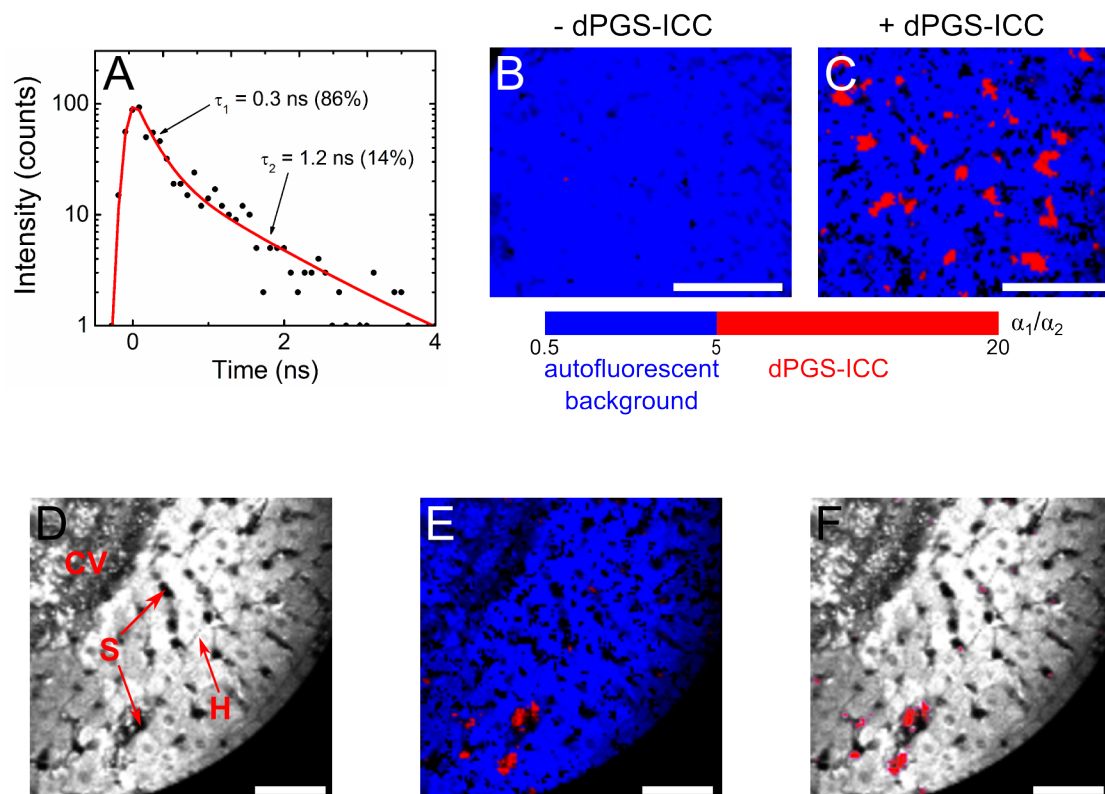 - dPGS-ICC
+ dPGS-ICC
A
B
C
Intensity (counts)
100
10
1
τ1 = 0.3 ns (86%)
τ2 = 1.2 ns (14%)
0
2
4
Time (ns)
0.5
5
20
α1/α2
autofluorescent
background
dPGS-ICC
D
E
F
CV
S
H